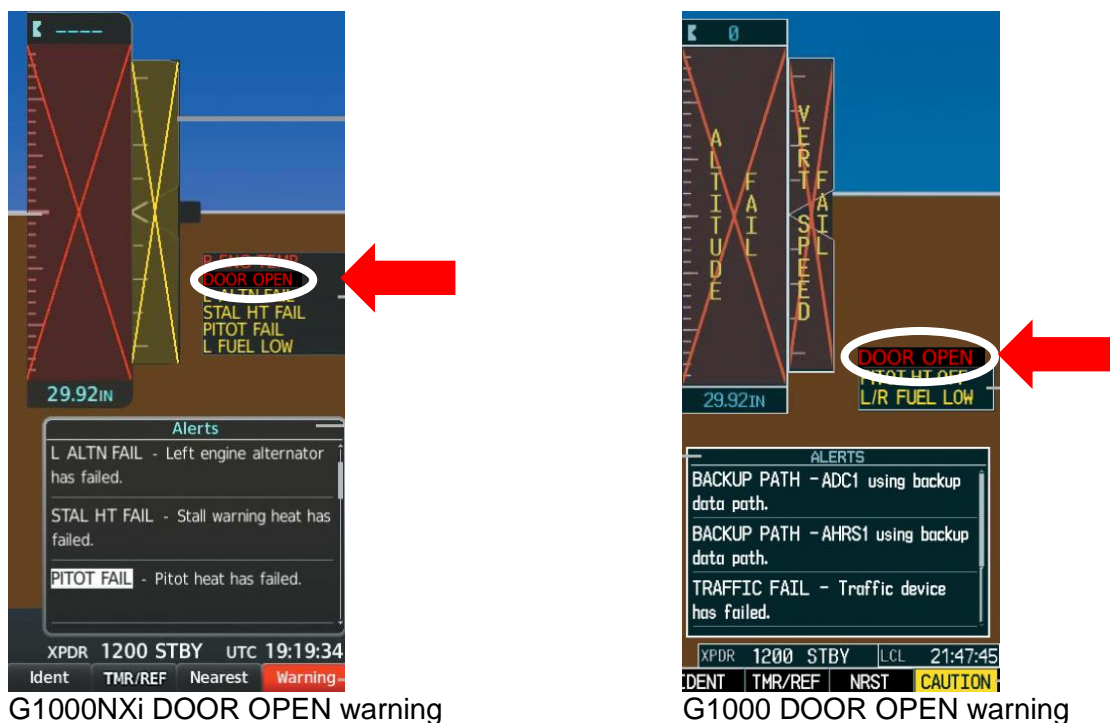 ----
R ENG TEMP
DOOR OPEN
L ALTN FAIL
STAL HT FAIL
PITOT FAIL
L FUEL LOW
29.92IN
Alerts
L ALTN FAIL - Left engine alternator
has failed.
STAL HT FAIL - Stall warning heat has
failed.
PITOT FAIL - Pitot heat has failed.
XPDR 1200 STBY UTC 19:19:34
Ident TMR/REF Nearest Warning
G1000NXi DOOR OPEN warning
0
ALTITUDE
FAIL
VERT SPEED
FAIL
DOOR OPEN
PITOT HT OFF
L/R FUEL LOW
29.92IN
ALERTS
BACKUP PATH - ADC1 using backup
data path.
BACKUP PATH - AHRS1 using backup
data path.
TRAFFIC FAIL - Traffic device
has failed.
XPDR 1200 STBY LCL 21:47:45
IDENT TMR/REF NRST CAUTION
G1000 DOOR OPEN warning